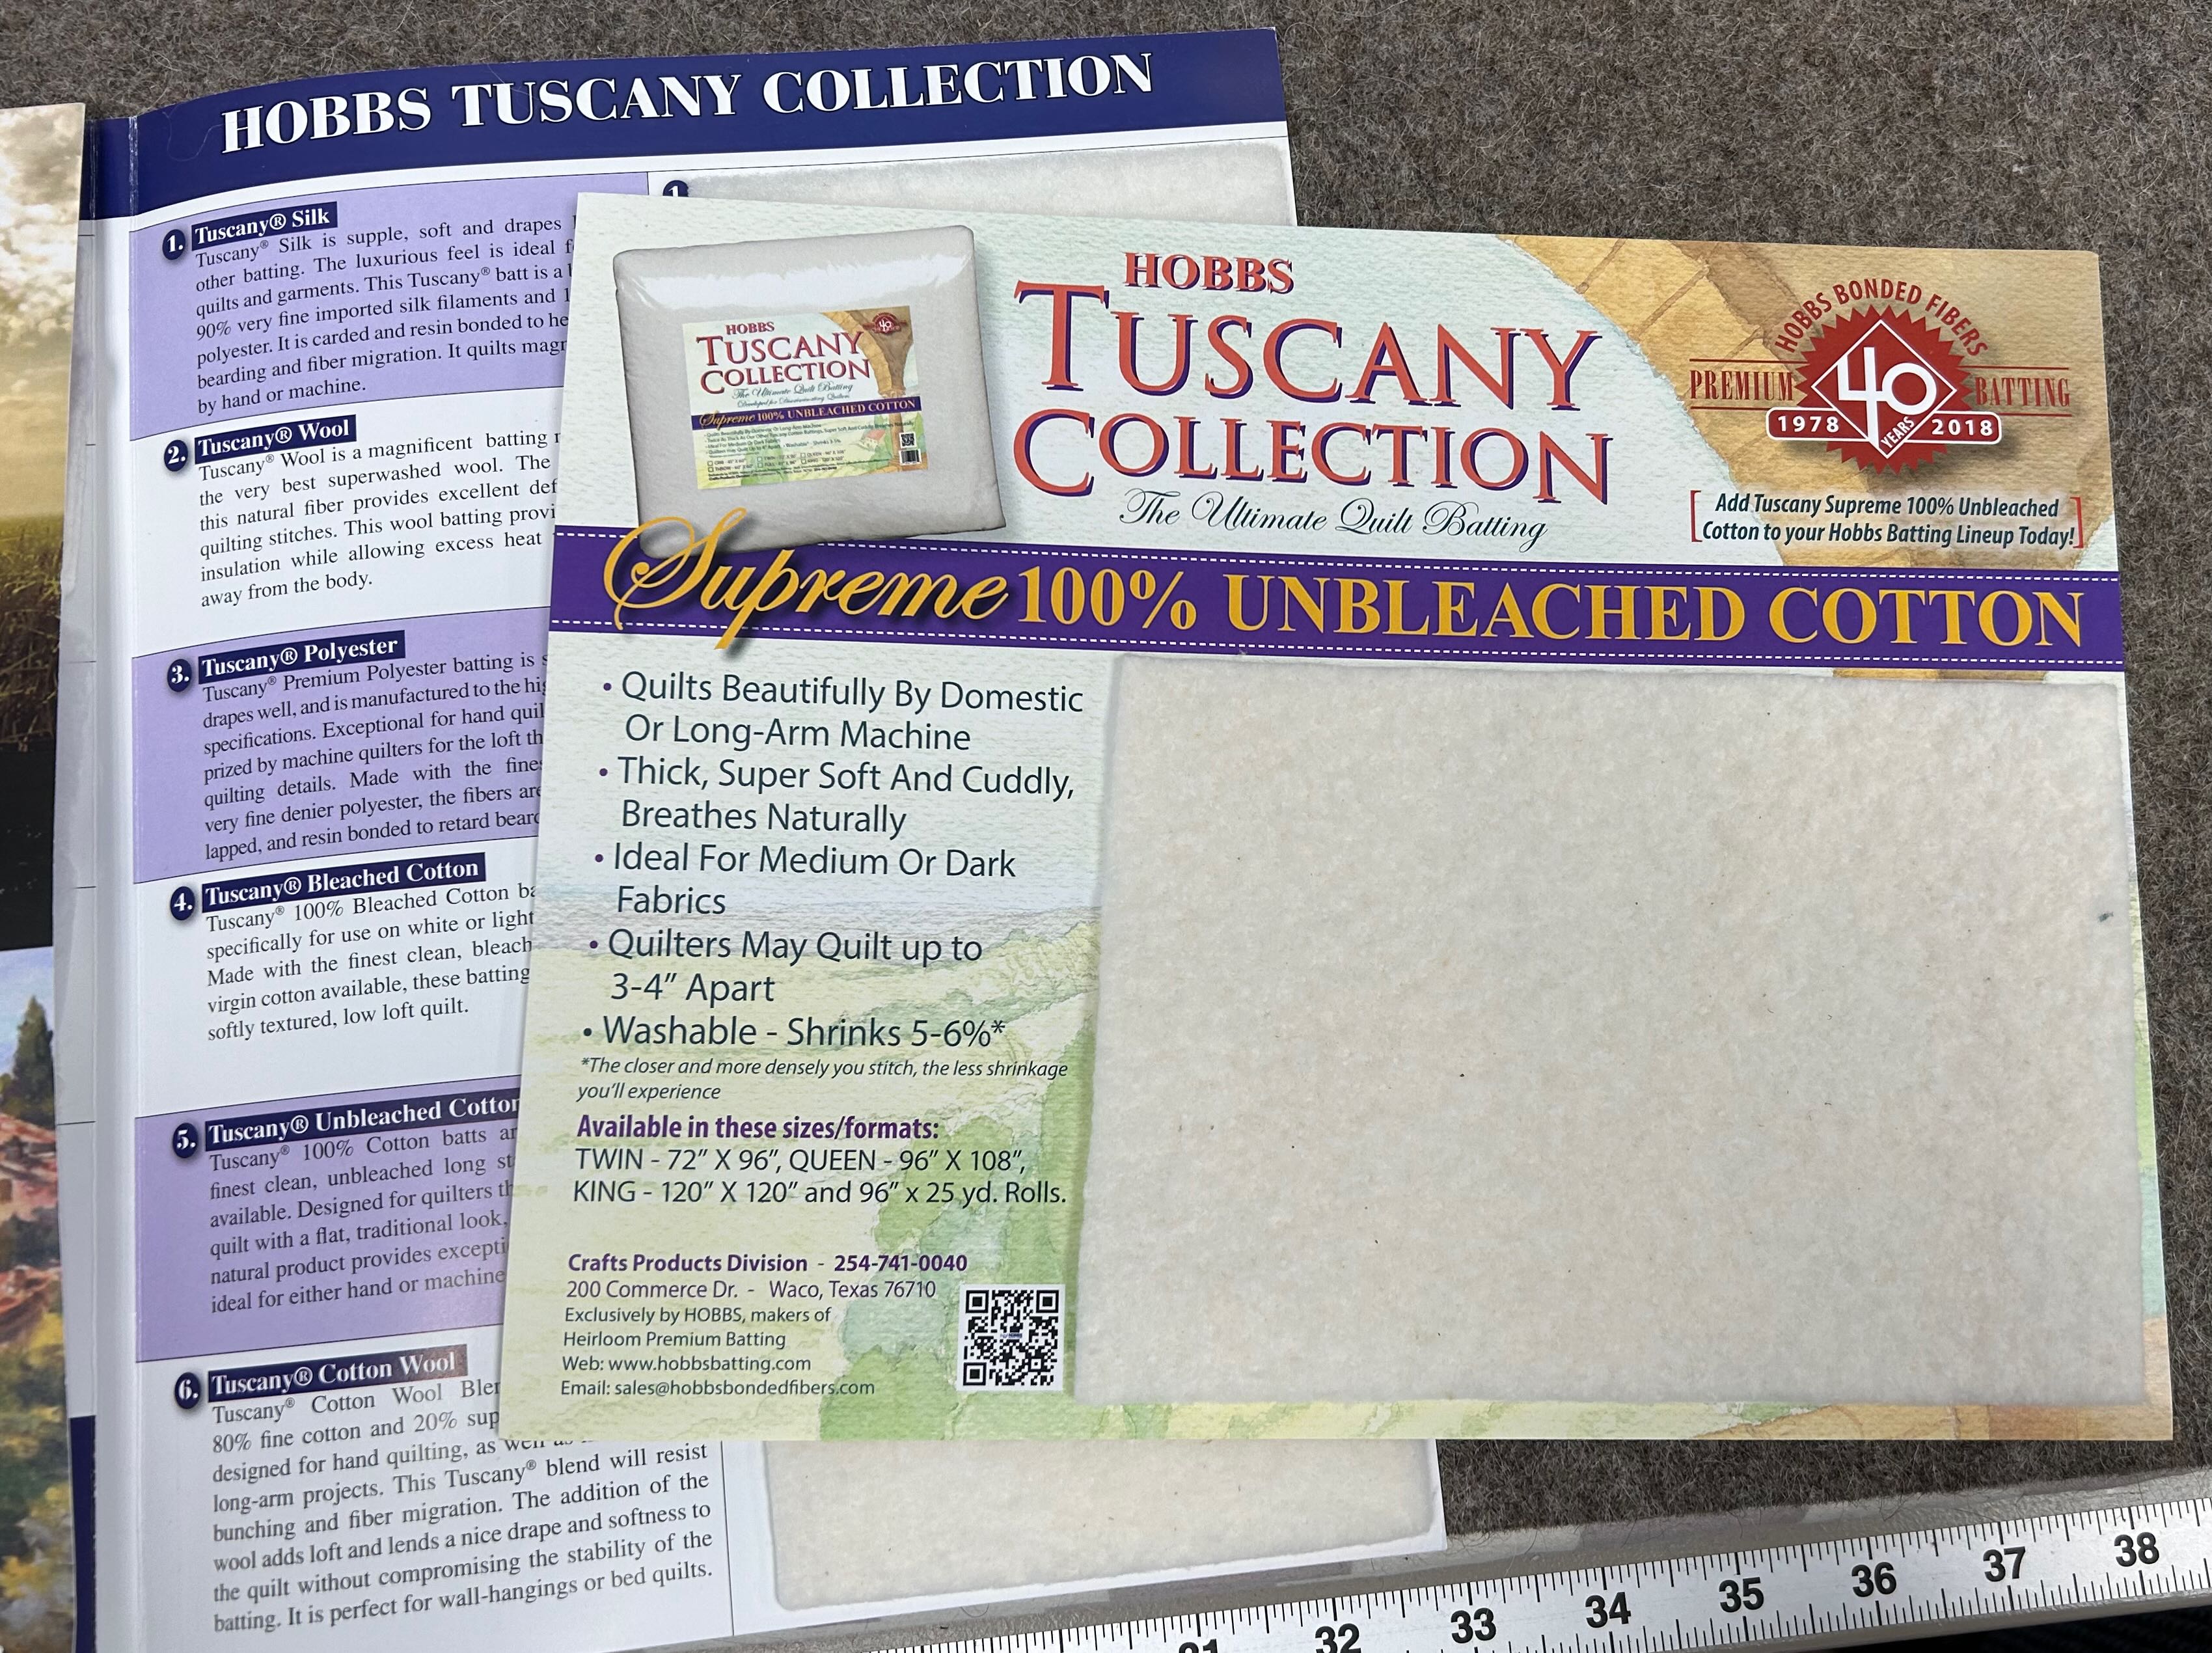 HOBBS TUSCANY COLLECTION
1. Tuscany® Silk
Tuscany® Silk is supple, soft and drapes
other batting. The luxurious feel is ideal
quilts and garments. This Tuscany® batt is a
90% very fine imported silk filaments and
polyester. It is carded and resin bonded to
bearding and fiber migration. It quilts
by hand or machine.
2. Tuscany® Wool
Tuscany® Wool is a magnificent batting
the very best superwashed wool. The
this natural fiber provides excellent
quilting stitches. This wool batting
insulation while allowing excess heat
away from the body.
3. Tuscany® Polyester
Tuscany® Premium Polyester batting is
drapes well, and is manufactured to the
specifications. Exceptional for hand
prized by machine quilters for the loft
quilting details. Made with the
very fine denier polyester, the fibers
lapped, and resin bonded to retard
4. Tuscany® Bleached Cotton
Tuscany® 100% Bleached Cotton
specifically for use on white or light
Made with the finest clean,
virgin cotton available, these batting
softly textured, low loft quilt.
5. Tuscany® Unbleached Cotton
Tuscany® 100% Cotton batts
finest clean, unbleached long
available. Designed for quilters
quilt with a flat, traditional look,
natural product provides
ideal for either hand or machine
6. Tuscany® Cotton Wool
Tuscany® Cotton Wool
80% fine cotton and 20%
designed for hand quilting, as well
long-arm projects. This Tuscany® blend will resist
bunching and fiber migration. The addition of the
wool adds loft and lends a nice drape and softness to
the quilt without compromising the stability of the
batting. It is perfect for wall-hangings or bed quilts.
1
HOBBS
TUSCANY
COLLECTION
The Ultimate Quilt Batting
Developed for Discriminating Quilters
Supreme 100% UNBLEACHED COTTON
HOBBS
TUSCANY
COLLECTION
The Ultimate Quilt Batting
HOBBS BONDED FIBERS
PREMIUM 40 BATTING
1978 YEARS 2018
[Add Tuscany Supreme 100% Unbleached
Cotton to your Hobbs Batting Lineup Today!]
Supreme 100% UNBLEACHED COTTON
• Quilts Beautifully By Domestic
Or Long-Arm Machine
• Thick, Super Soft And Cuddly,
Breathes Naturally
• Ideal For Medium Or Dark
Fabrics
• Quilters May Quilt up to
3-4” Apart
• Washable - Shrinks 5-6%*
*The closer and more densely you stitch, the less shrinkage
you’ll experience
Available in these sizes/formats:
TWIN - 72” X 96”, QUEEN - 96” X 108”,
KING - 120” X 120” and 96” x 25 yd. Rolls.
Crafts Products Division - 254-741-0040
200 Commerce Dr. - Waco, Texas 76710
Exclusively by HOBBS, makers of
Heirloom Premium Batting
Web: www.hobbsbatting.com
Email: sales@hobbsbondedfibers.com
31 32 33 34 35 36 37 38